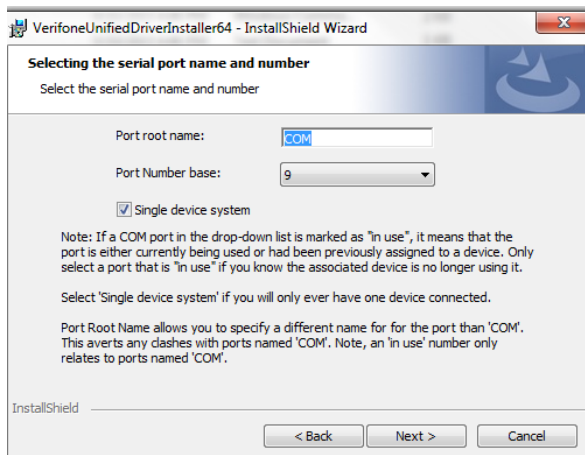 VerifoneUnifiedDriverInstaller64 - InstallShield Wizard
Selecting the serial port name and number
Select the serial port name and number
Port root name:
COM
Port Number base:
9
Single device system
Note: If a COM port in the drop-down list is marked as "in use", it means that the
port is either currently being used or had been previously assigned to a device. Only
select a port that is "in use" if you know the associated device is no longer using it.
Select 'Single device system' if you will only ever have one device connected.
Port Root Name allows you to specify a different name for for the port than 'COM'.
This averts any clashes with ports named 'COM'. Note, an 'in use' number only
relates to ports named 'COM'.
InstallShield
< Back
Next >
Cancel